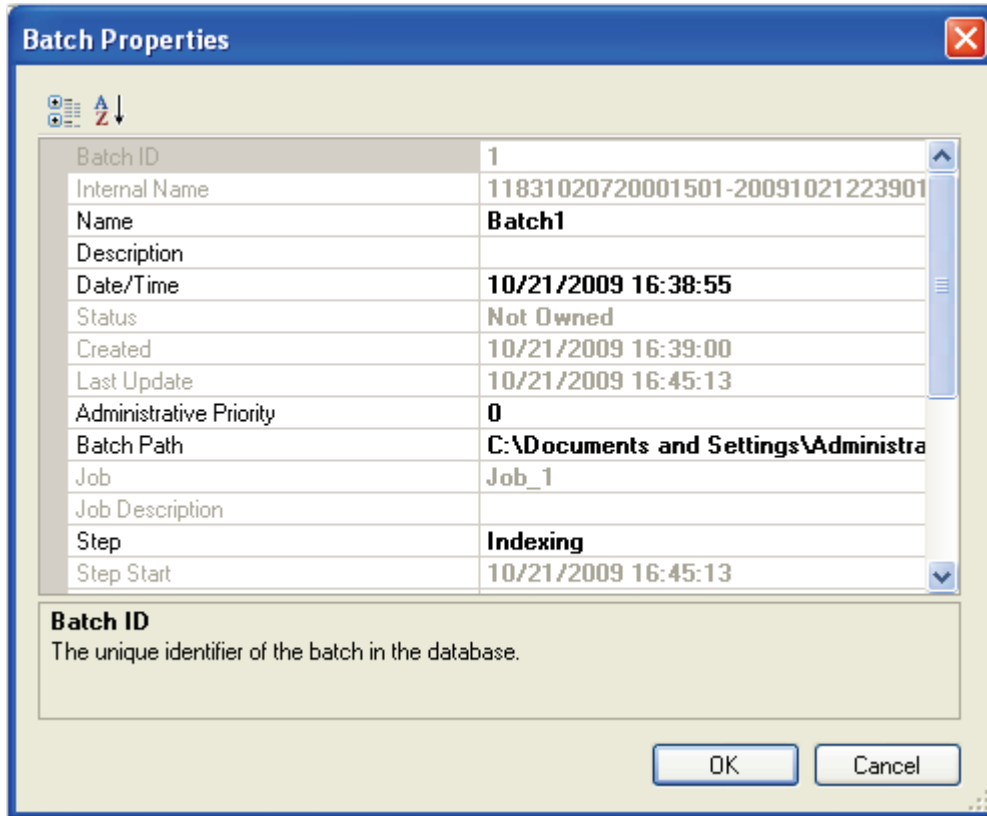 Batch Properties
A
Z
Batch ID 1
Internal Name 11831020720001501-20091021223901
Name Batch1
Description
Date/Time 10/21/2009 16:38:55
Status Not Owned
Created 10/21/2009 16:39:00
Last Update 10/21/2009 16:45:13
Administrative Priority 0
Batch Path C:\Documents and Settings\Administra
Job Job_1
Job Description
Step Indexing
Step Start 10/21/2009 16:45:13
Batch ID
The unique identifier of the batch in the database.
OK Cancel